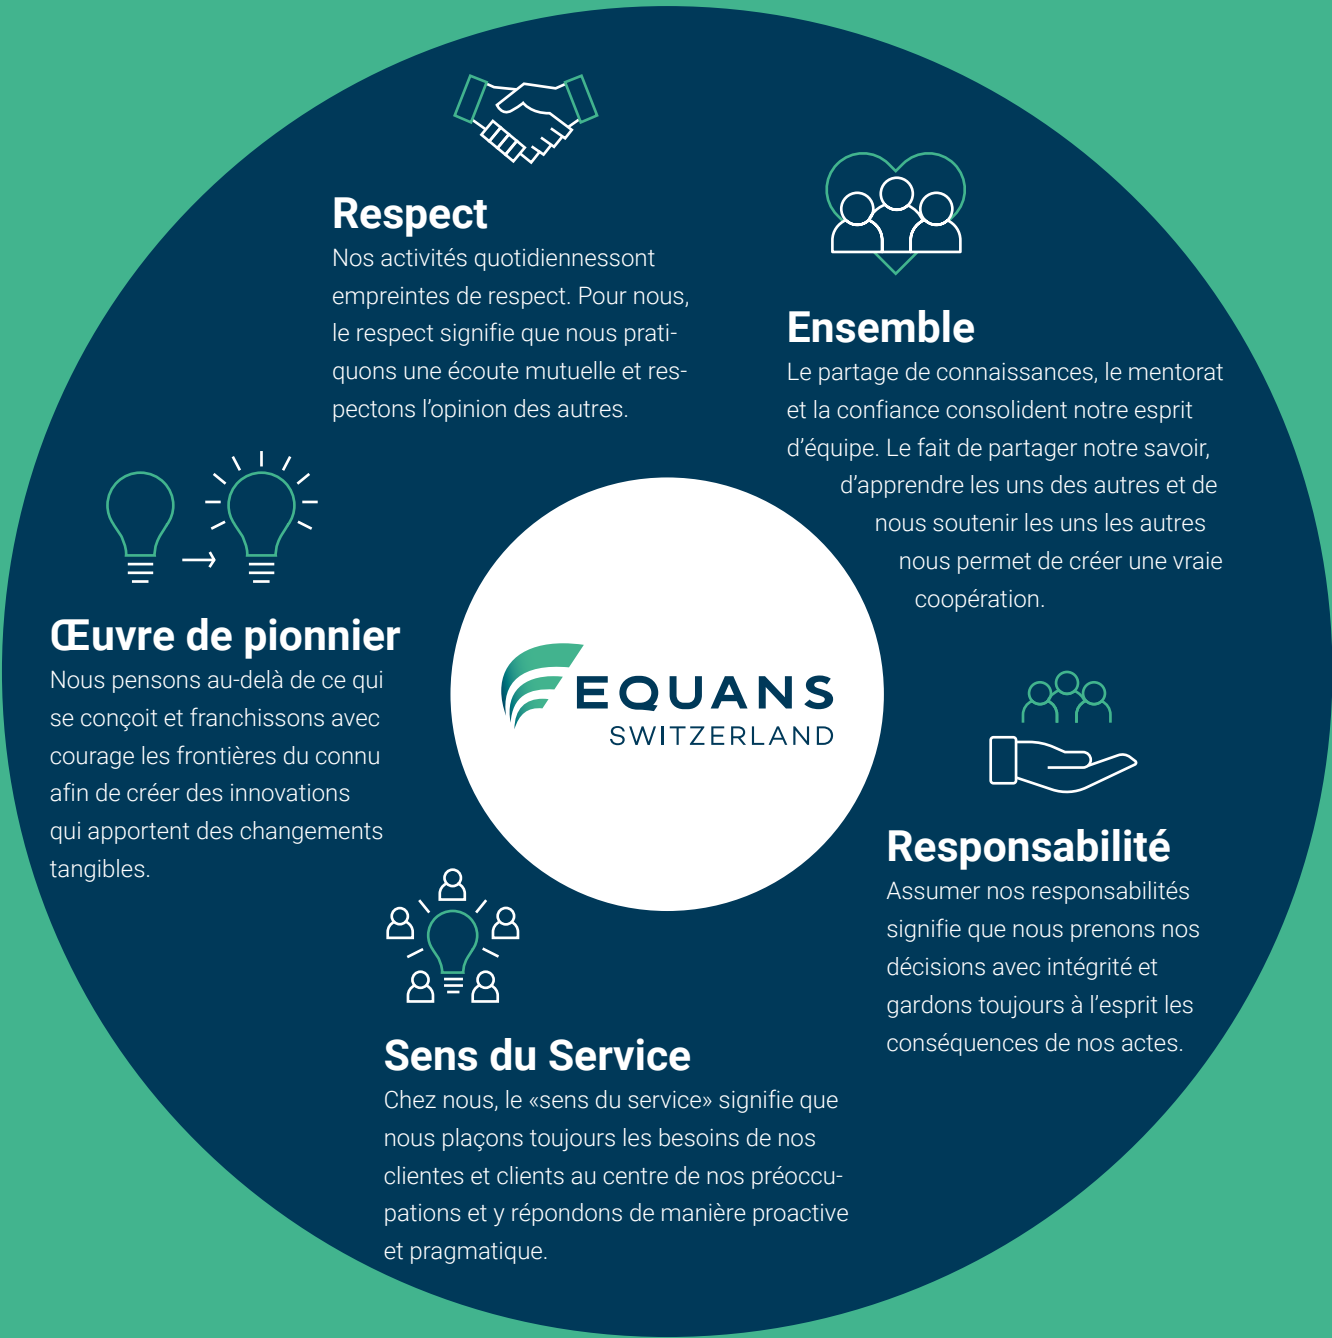 Respect
Nos activités quotidiennessont
empreintes de respect. Pour nous,
le respect signifie que nous prati-
quons une écoute mutuelle et res-
pectons l’opinion des autres.
Ensemble
Le partage de connaissances, le mentorat
et la confiance consolident notre esprit
d’équipe. Le fait de partager notre savoir,
d’apprendre les uns des autres et de
nous soutenir les uns les autres
nous permet de créer une vraie
coopération.
Œuvre de pionnier
Nous pensons au-delà de ce qui
se conçoit et franchissons avec
courage les frontières du connu
afin de créer des innovations
qui apportent des changements
tangibles.
EQUANS
SWITZERLAND
Responsabilité
Assumer nos responsabilités
signifie que nous prenons nos
décisions avec intégrité et
gardons toujours à l’esprit les
conséquences de nos actes.
Sens du Service
Chez nous, le «sens du service» signifie que
nous plaçons toujours les besoins de nos
clientes et clients au centre de nos préoccu-
pations et y répondons de manière proactive
et pragmatique.